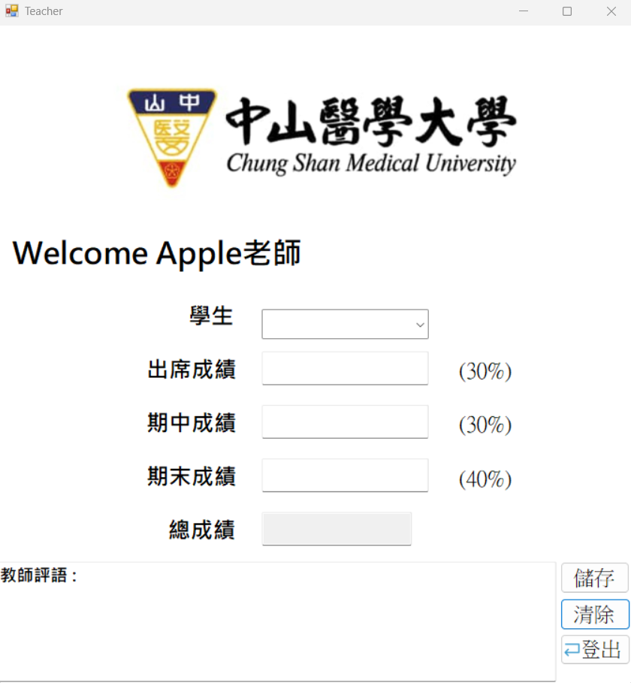 Teacher
中山 醫
中山醫學大學
Chung Shan Medical University
Welcome Apple老師
學生
出席成績 (30%)
期中成績 (30%)
期末成績 (40%)
總成績
教師評語：
儲存
清除
登出